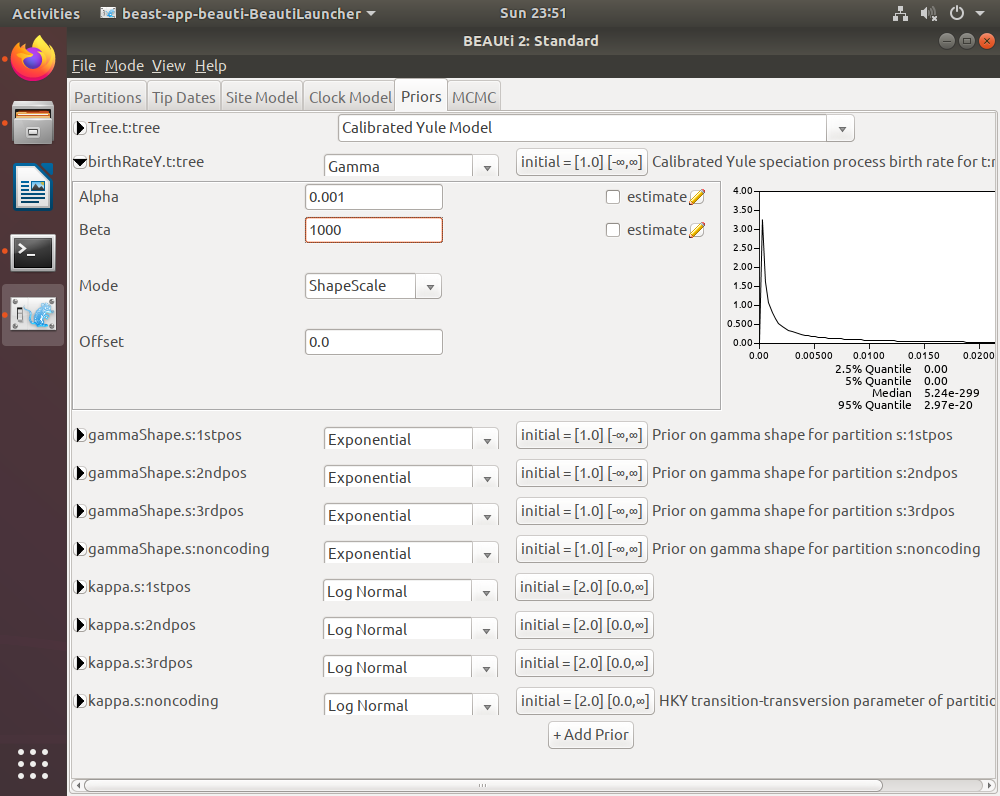 Activities beast-app-beauti-BeautiLauncher Sun 23:51
BEAUti 2: Standard
File Mode View Help
Partitions Tip Dates Site Model Clock Model Priors MCMC
Tree.t:tree Calibrated Yule Model
birthRateY.t:tree Gamma initial = [1.0] [-∞,∞] Calibrated Yule speciation process birth rate for t:
Alpha 0.001 estimate
Beta 1000 estimate
Mode ShapeScale
Offset 0.0
4.00
3.50
3.00
2.50
2.00
1.50
1.00
0.500
0.00
0.00 0.00500 0.0100 0.0150 0.0200
2.5% Quantile 0.00
5% Quantile 0.00
Median 5.24e-299
95% Quantile 2.97e-20
gammaShape.s:1stpos Exponential initial = [1.0] [-∞,∞] Prior on gamma shape for partition s:1stpos
gammaShape.s:2ndpos Exponential initial = [1.0] [-∞,∞] Prior on gamma shape for partition s:2ndpos
gammaShape.s:3rdpos Exponential initial = [1.0] [-∞,∞] Prior on gamma shape for partition s:3rdpos
gammaShape.s:noncoding Exponential initial = [1.0] [-∞,∞] Prior on gamma shape for partition s:noncoding
kappa.s:1stpos Log Normal initial = [2.0] [0.0,∞]
kappa.s:2ndpos Log Normal initial = [2.0] [0.0,∞]
kappa.s:3rdpos Log Normal initial = [2.0] [0.0,∞]
kappa.s:noncoding Log Normal initial = [2.0] [0.0,∞] HKY transition-transversion parameter of partitio
+ Add Prior